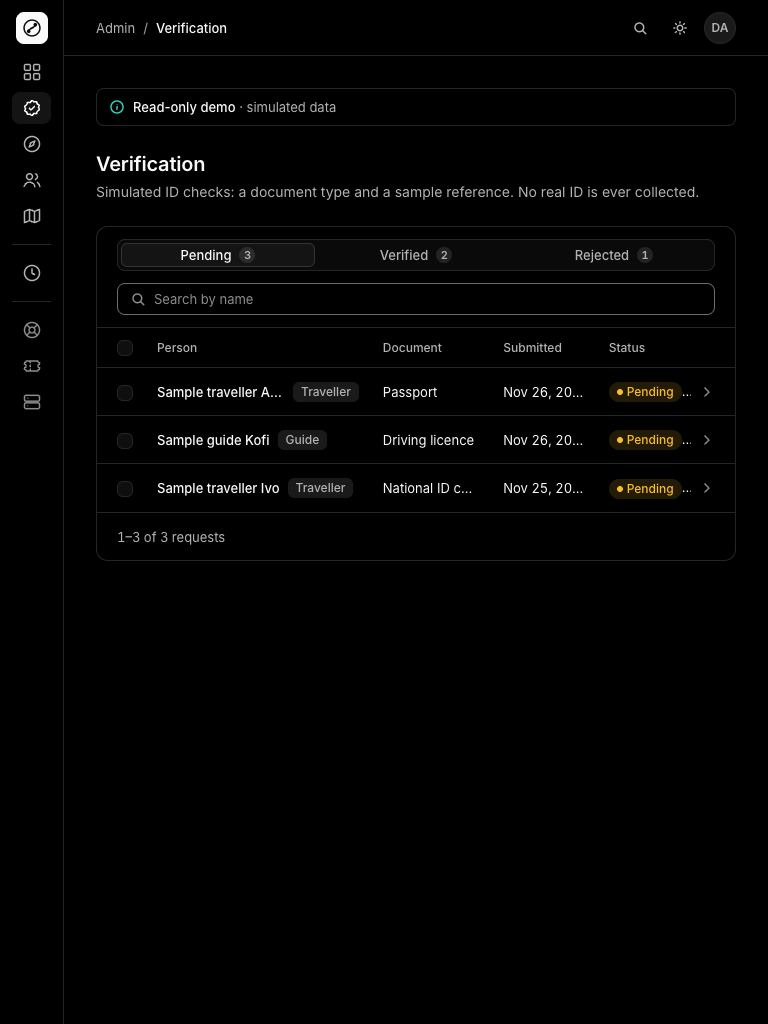 Admin / Verification
DA
Read-only demo · simulated data
Verification
Simulated ID checks: a document type and a sample reference. No real ID is ever collected.
Pending 3 Verified 2 Rejected 1
Search by name
Person Document Submitted Status
Sample traveller A... Traveller Passport Nov 26, 20... Pending ...
Sample guide Kofi Guide Driving licence Nov 26, 20... Pending ...
Sample traveller Ivo Traveller National ID c... Nov 25, 20... Pending ...
1–3 of 3 requests